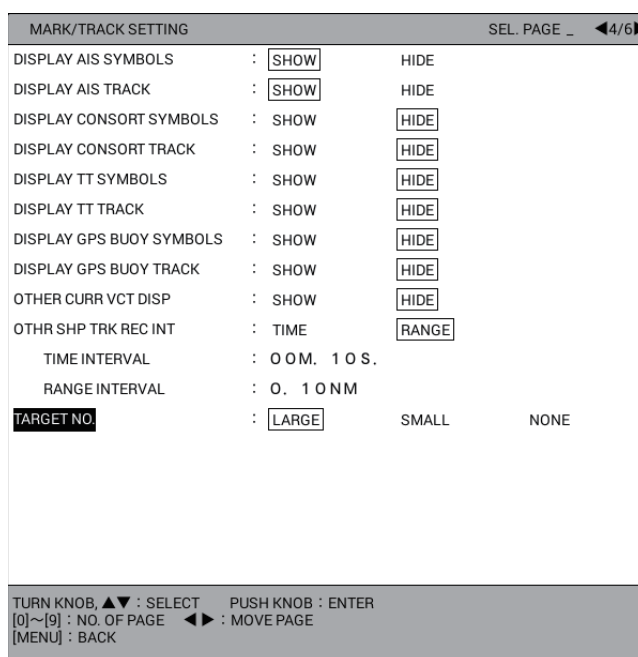 MARK/TRACK SETTING SEL. PAGE _ ◀4/6▶
DISPLAY AIS SYMBOLS : SHOW HIDE
DISPLAY AIS TRACK : SHOW HIDE
DISPLAY CONSORT SYMBOLS : SHOW HIDE
DISPLAY CONSORT TRACK : SHOW HIDE
DISPLAY TT SYMBOLS : SHOW HIDE
DISPLAY TT TRACK : SHOW HIDE
DISPLAY GPS BUOY SYMBOLS : SHOW HIDE
DISPLAY GPS BUOY TRACK : SHOW HIDE
OTHER CURR VCT DISP : SHOW HIDE
OTHR SHP TRK REC INT : TIME RANGE
TIME INTERVAL : 00M. 10S.
RANGE INTERVAL : 0. 10NM
TARGET NO. : LARGE SMALL NONE
TURN KNOB, ▲▼ : SELECT PUSH KNOB : ENTER
[0]~[9] : NO. OF PAGE ◀ ▶ : MOVE PAGE
[MENU] : BACK